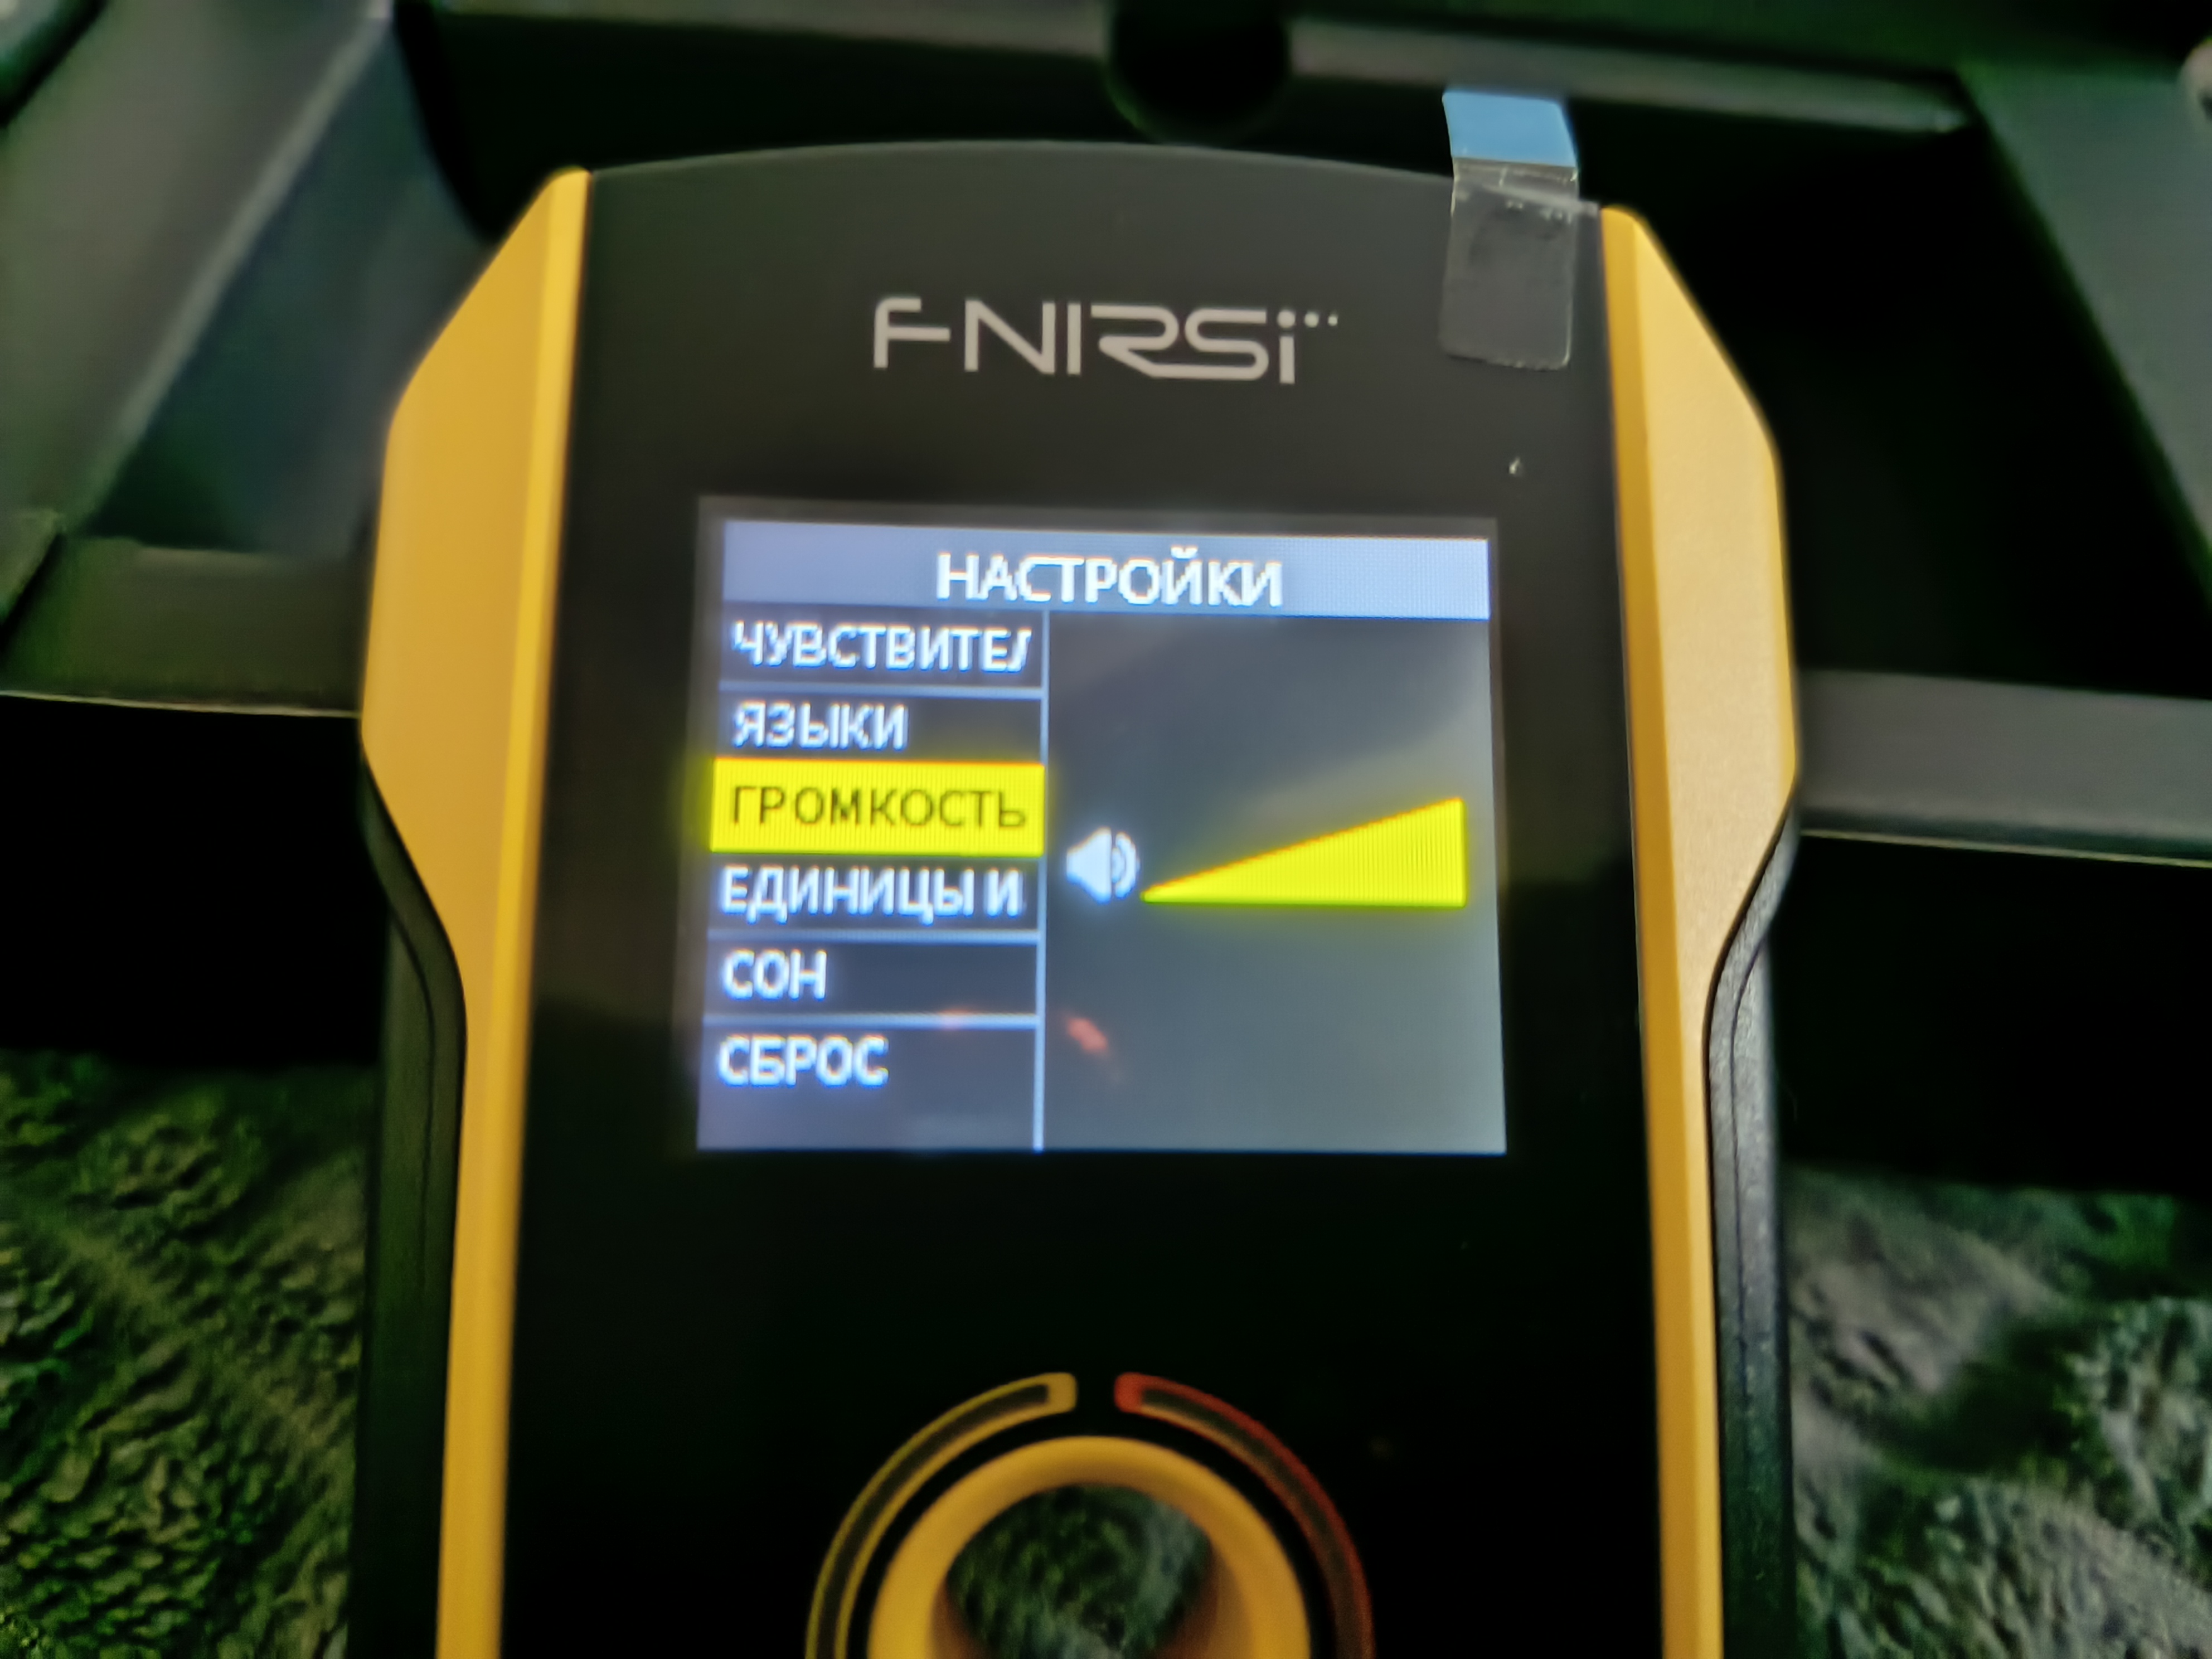 FNIRSI
НАСТРОЙКИ
ЧУВСТВИТЕЛ
ЯЗЫКИ
ГРОМКОСТЬ
ЕДИНИЦЫ И
СОН
СБРОС